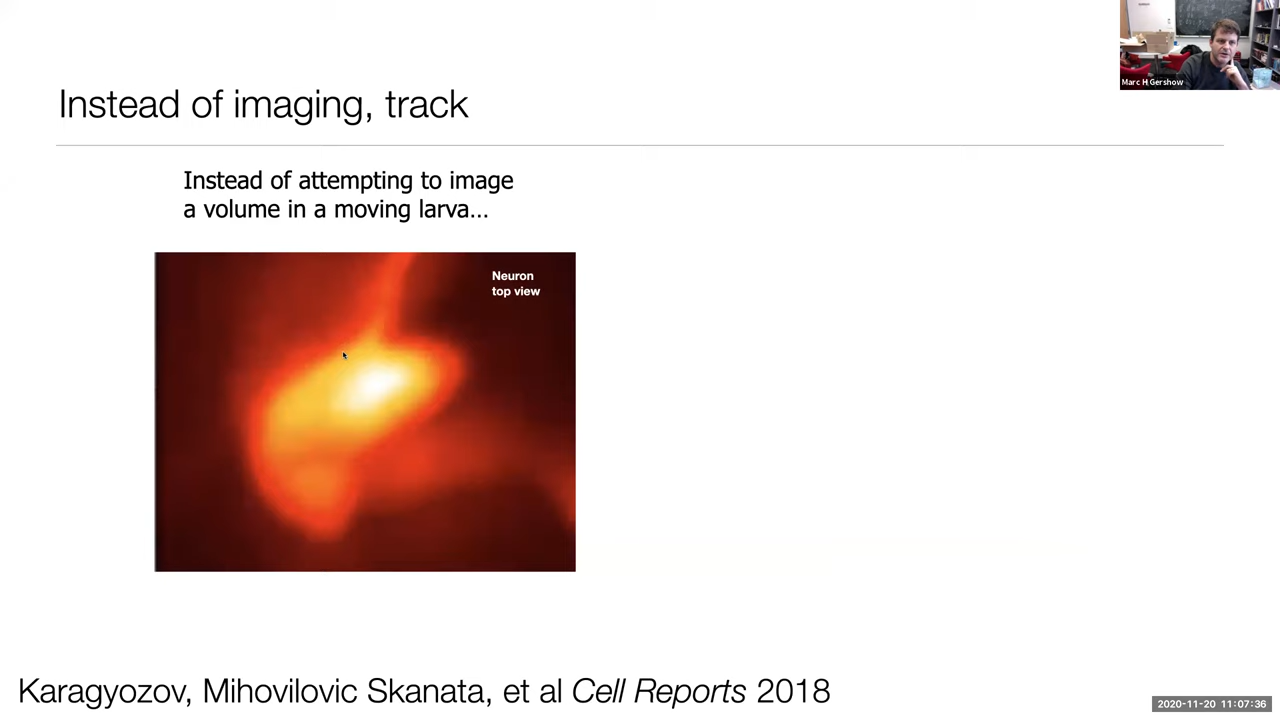 Marc H Gershow
Instead of imaging, track
Instead of attempting to image
a volume in a moving larva...
Neuron
top view
Karagyozov, Mihovilovic Skanata, et al Cell Reports 2018
2020-11-20 11:07:36